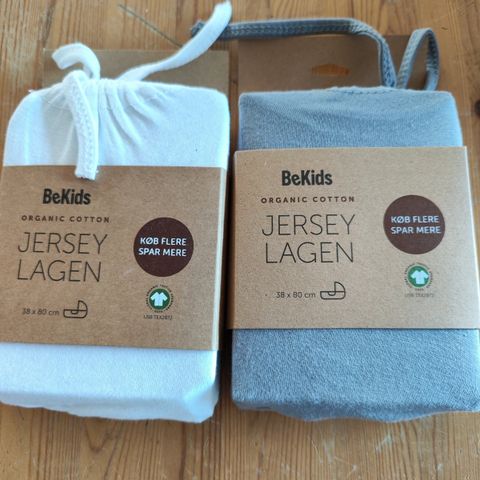 BeKids
ORGANIC COTTON
JERSEY
LAGEN
KØB FLERE
SPAR MERE
38 x 80 cm
BeKids
ORGANIC COTTON
JERSEY
LAGEN
KØB FLERE
SPAR MERE
38 x 80 cm